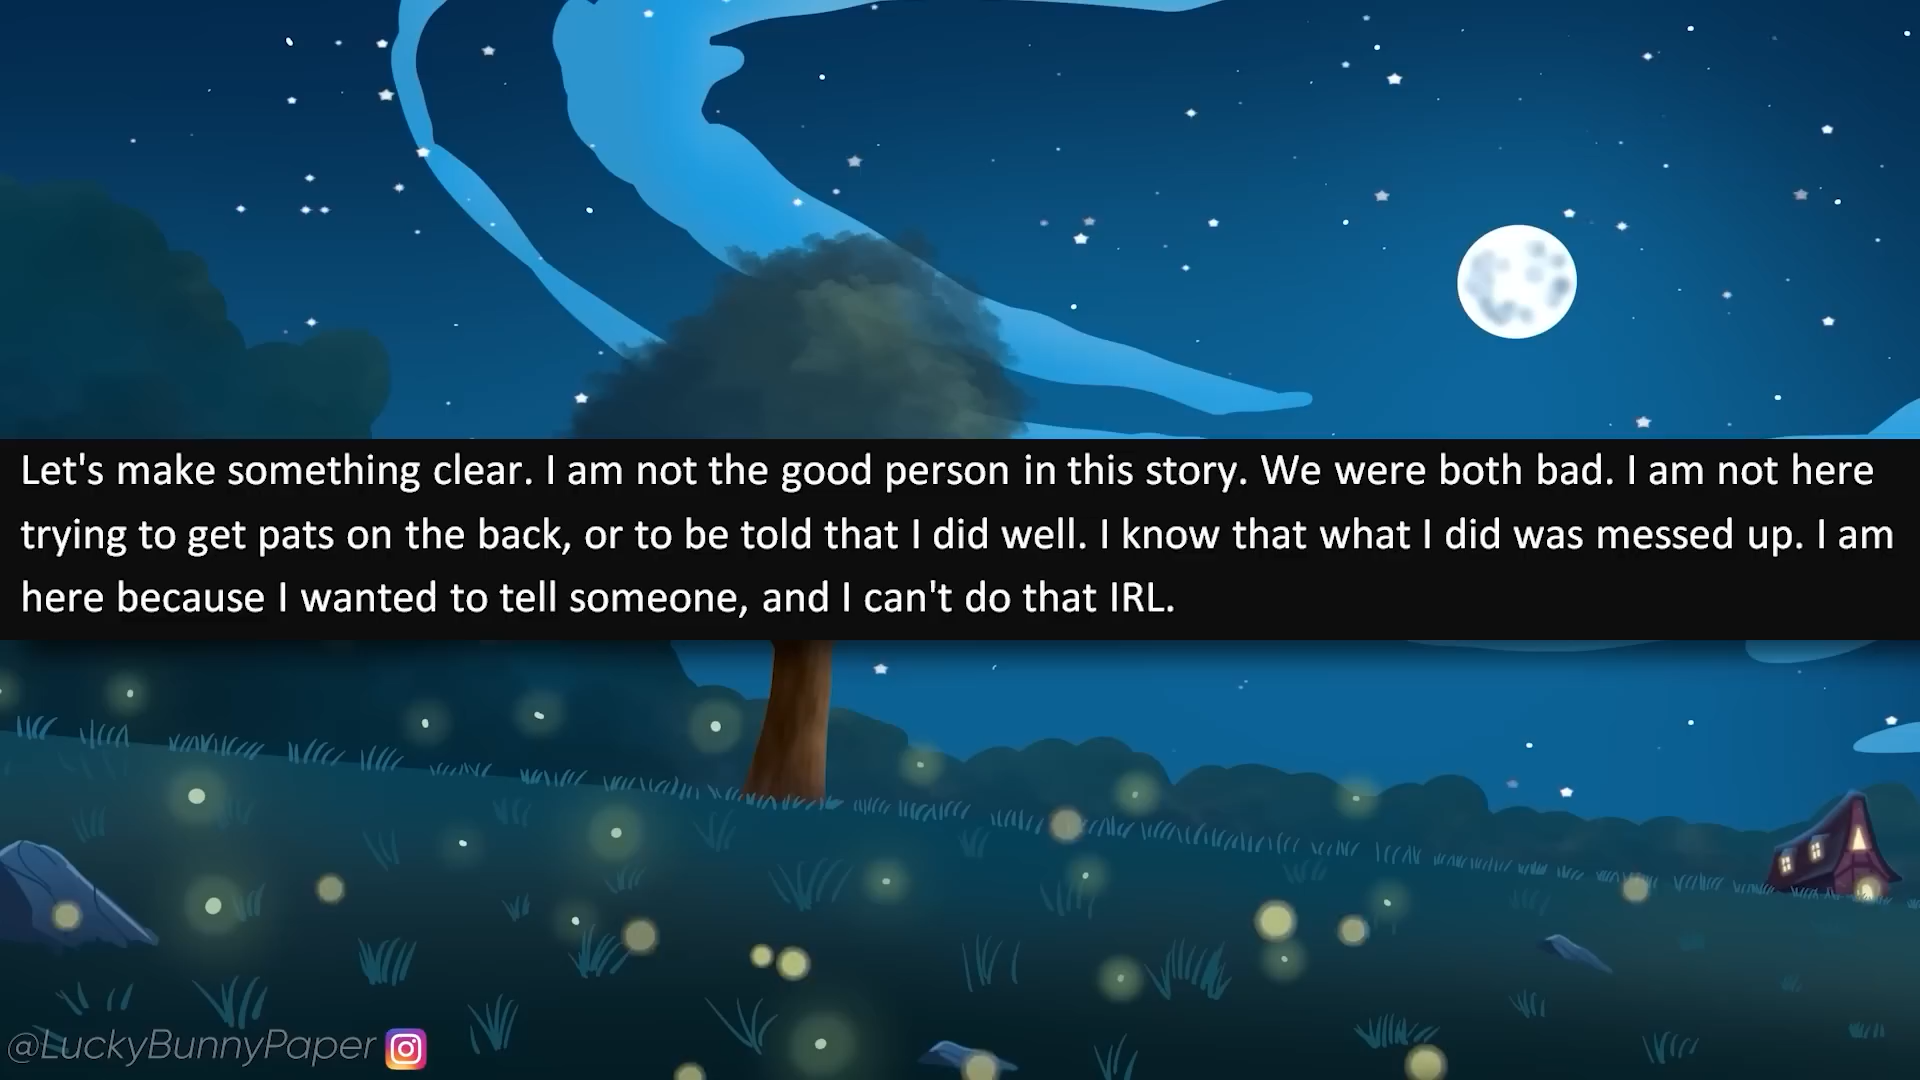 Let's make something clear. I am not the good person in this story. We were both bad. I am not here
trying to get pats on the back, or to be told that I did well. I know that what I did was messed up. I am
here because I wanted to tell someone, and I can't do that IRL.
@LuckyBunnyPaper